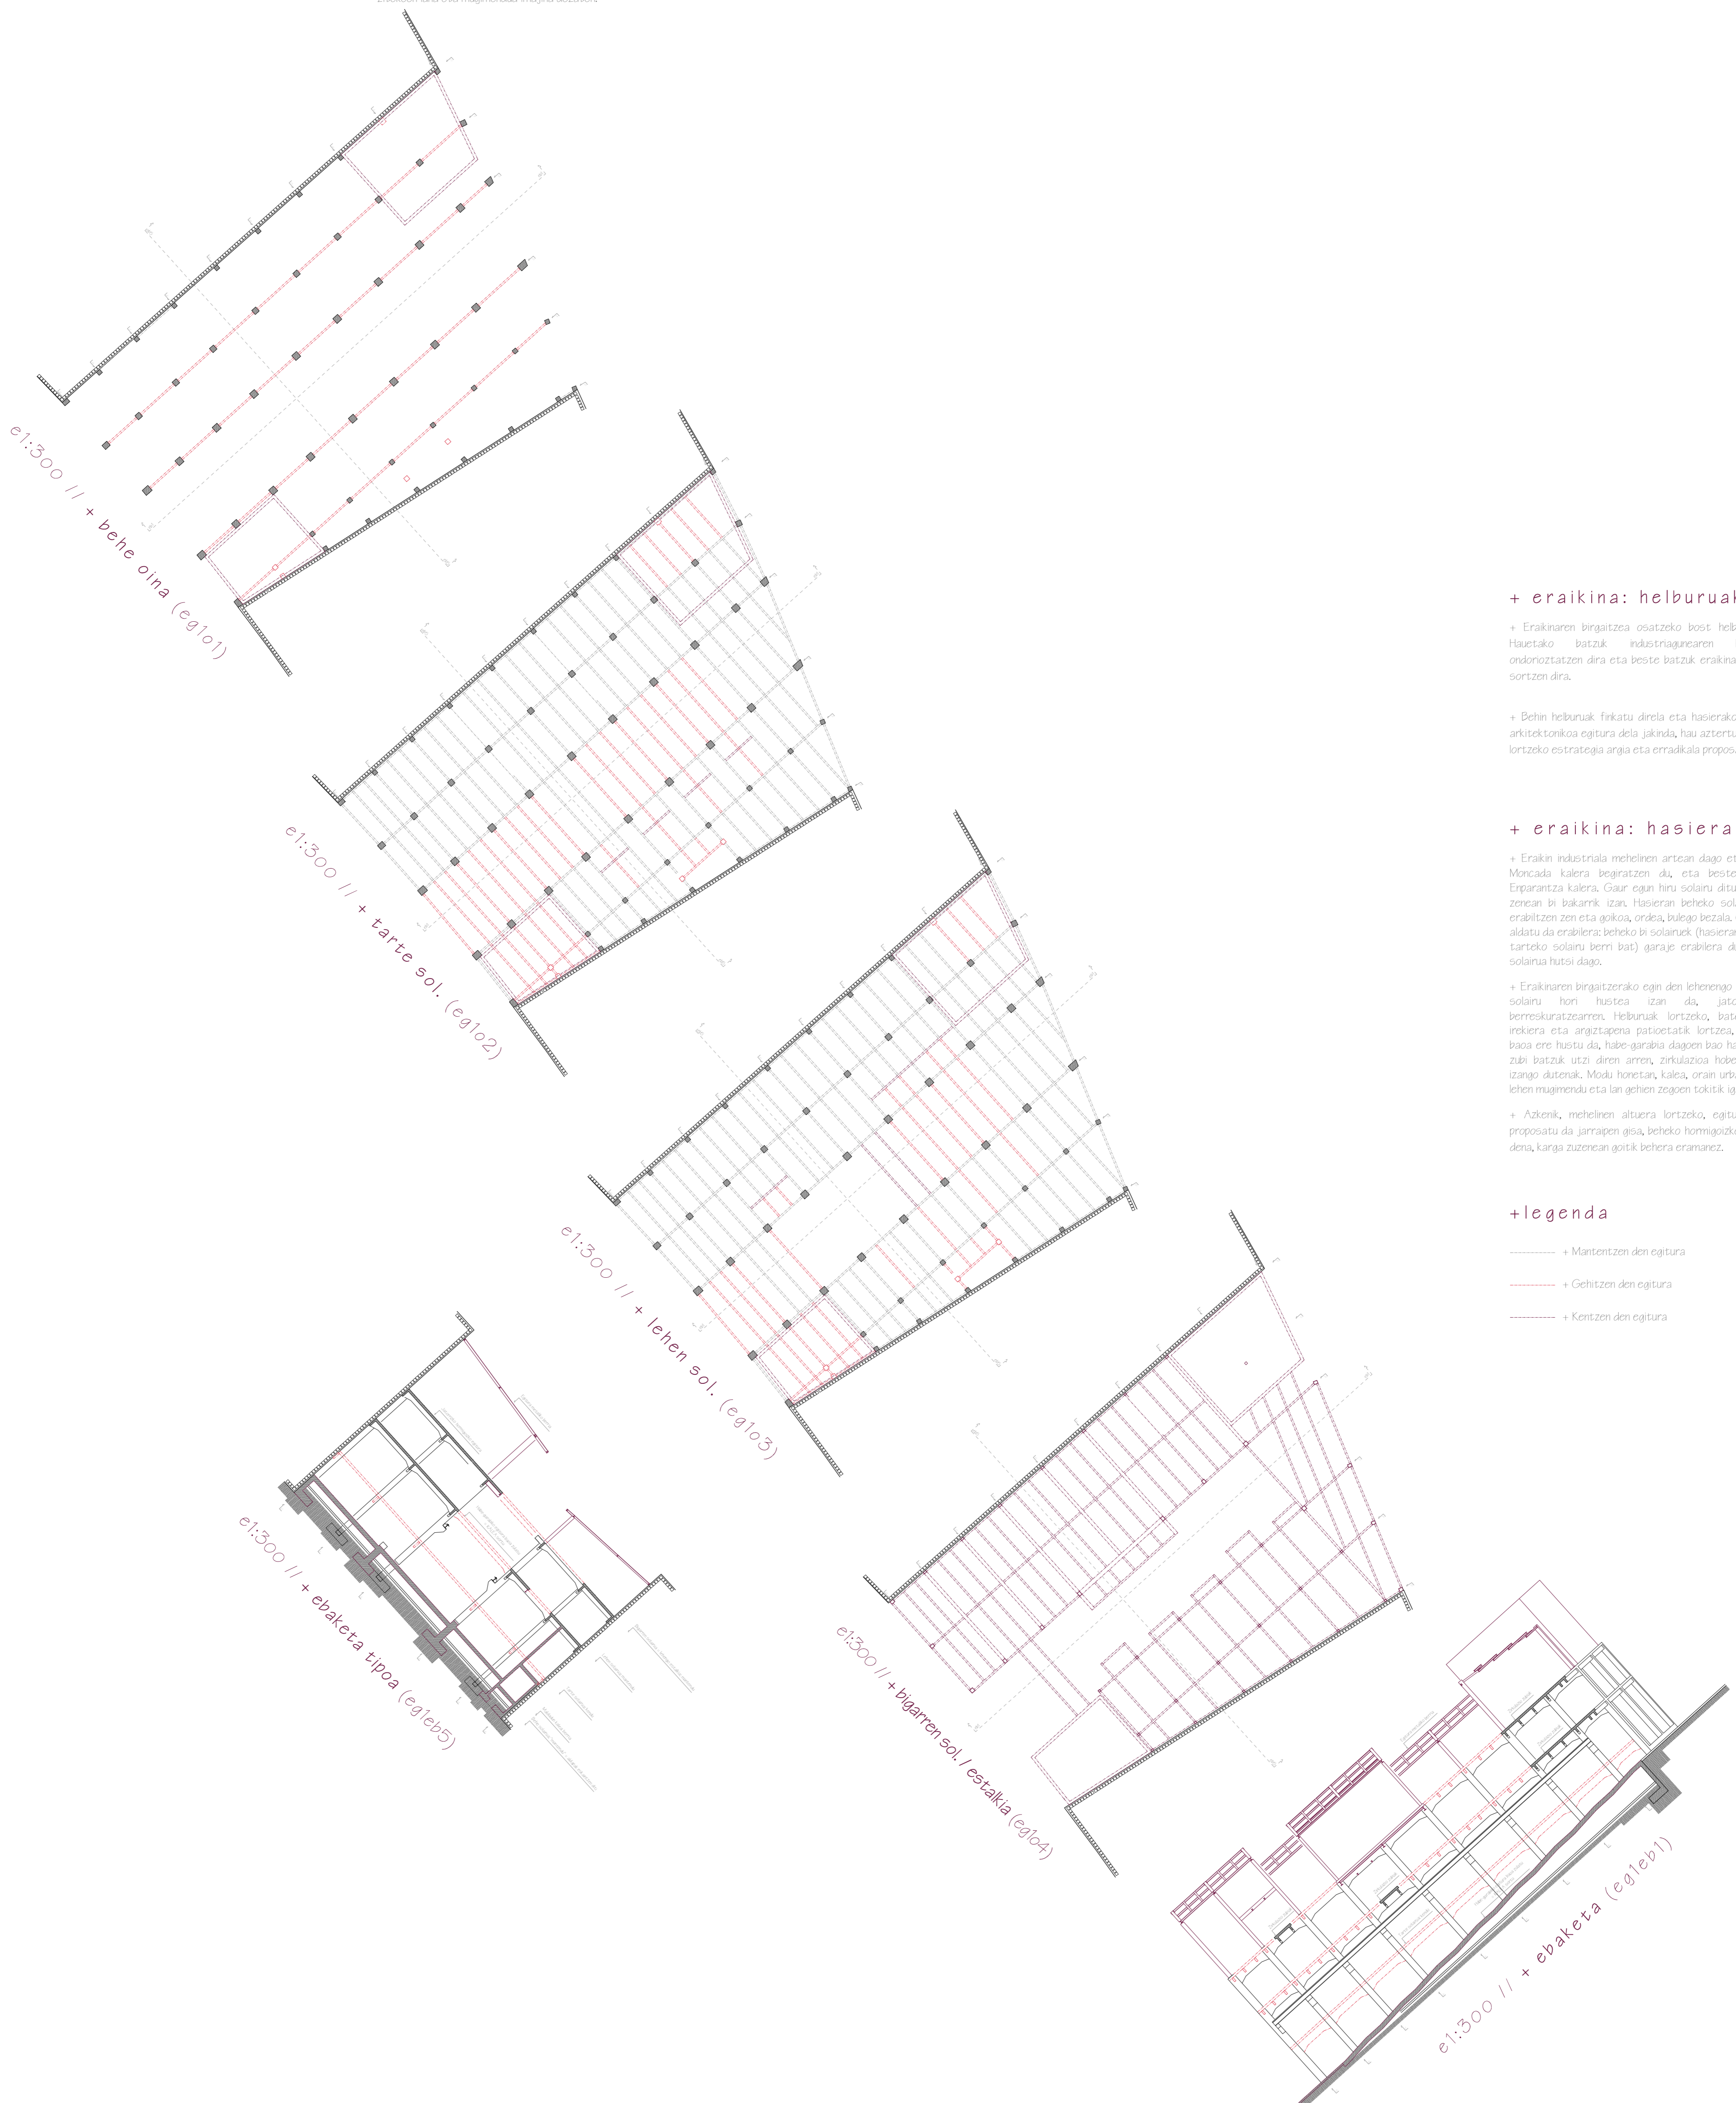 e1:300 // + behe oina (eg1o1)
e1:300 // + tarte sol. (eg1o2)
e1:300 // + lehen sol. (eg1o3)
e1:300 // + ebaketa tipoa (eg1eb5)
e1:300 // + bigarren sol. / estalkia (eg1o4)
e1:300 // + ebaketa (eg1eb1)
+ eraikina: helburuak
+ Eraikinaren birgaitzea osatzeko bost helb
Hauetako batzuk industriagunearen
ondorioztatzen dira eta beste batzuk eraikina
sortzen dira.
+ Behin helburuak finkatu direla eta hasierako
arkitektonikoa egitura dela jakinda, hau aztertu
lortzeko estrategia argia eta erradikala propos
+ eraikina: hasiera
+ Eraikin industriala mehelinen artean dago et
Moncada kalera begiratzen du, eta beste
Enparantza kalera. Gaur egun hiru solairu ditu
zenean bi bakarrik izan. Hasieran beheko sol
erabiltzen zen eta goikoa, ordea, bulego bezala.
aldatu da erabilera: beheko bi solairuek (hasiera
tarteko solairu berri bat) garaje erabilera d
solairua hutsi dago.
+ Eraikinaren birgaitzerako egin den lehenengo
solairu hori hustea izan da, jato
berreskuratzearren. Helburuak lortzeko, bat
irekiera eta argiztapena patioetatik lortzea,
baoa ere hustu da, habe-garabia dagoen bao ha
zubi batzuk utzi diren arren, zirkulazioa hobe
izango dutenak. Modu honetan, kalea, orain urb
lehen mugimendu eta lan gehien zegoen tokitik ig
+ Azkenik, mehelinen altuera lortzeko, egitu
proposatu da jarraipen gisa, beheko hormigoizk
dena, karga zuzenean goitik behera eramanez.
+legenda
+ Mantentzen den egitura
+ Gehitzen den egitura
+ Kentzen den egitura